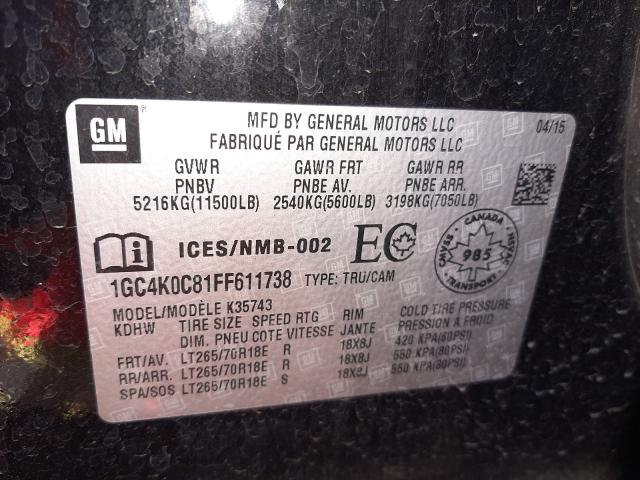 GM
MFD BY GENERAL MOTORS LLC 04/15
FABRIQUÉ PAR GENERAL MOTORS LLC
GVWR GAWR FRT GAWR RR
PNBV PNBE AV. PNBE ARR.
5216KG(11500LB) 2540KG(5600LB) 3198KG(7050LB)
ICES/NMB-002 EC
CANADA
CMVSS 985 NSVAC
1GC4K0C81FF611738 TYPE: TRU/CAM
MODEL/MODÈLE K35743
KDHW TIRE SIZE SPEED RTG RIM COLD TIRE PRESSURE
DIM. PNEU COTE VITESSE JANTE PRESSION A FROID
FRT/AV. LT265/70R18E R 18X8J 420 KPA(60PSI)
RR/ARR. LT265/70R18E R 18X8J 550 KPA(80PSI)
SPA/SOS LT265/70R18E S 18X8J 550 KPA(80PSI)